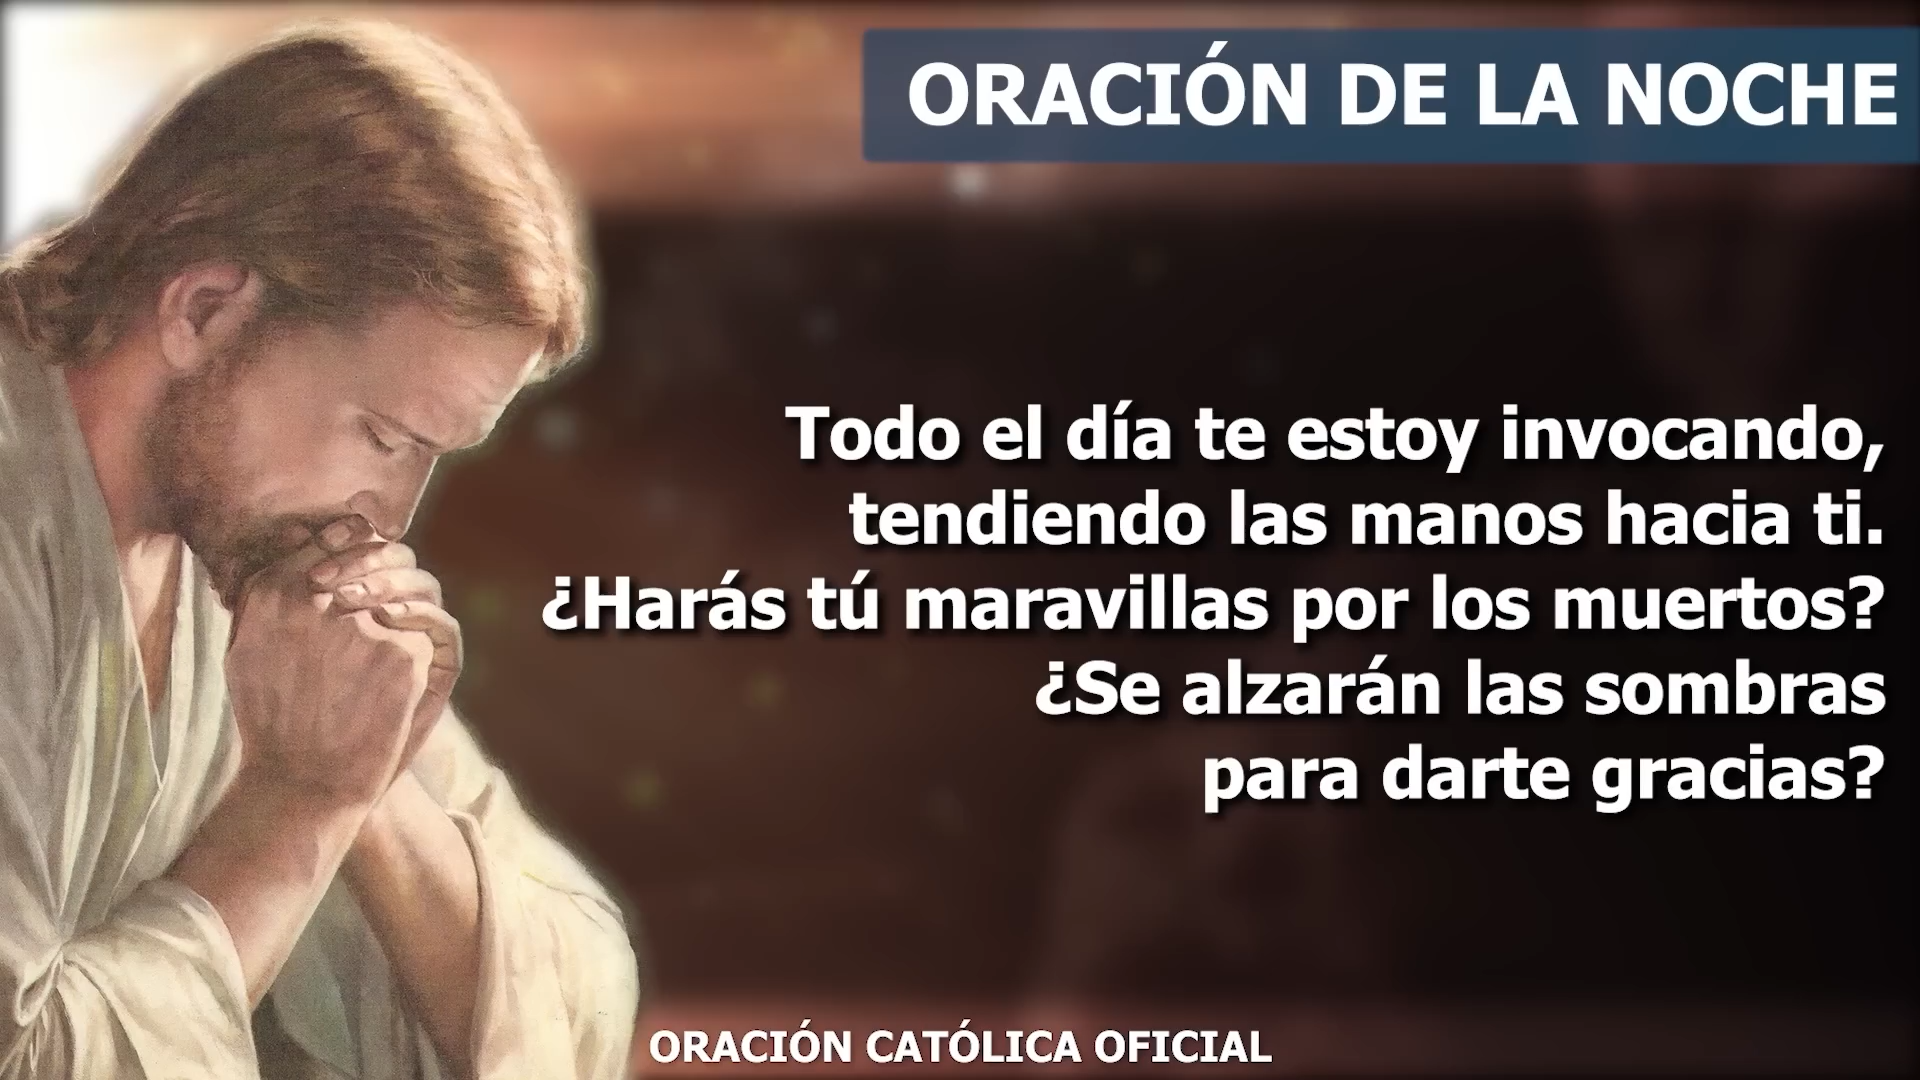 ORACIÓN DE LA NOCHE
Todo el día te estoy invocando,
tendiendo las manos hacia ti.
¿Harás tú maravillas por los muertos?
¿Se alzarán las sombras
para darte gracias?
ORACIÓN CATÓLICA OFICIAL